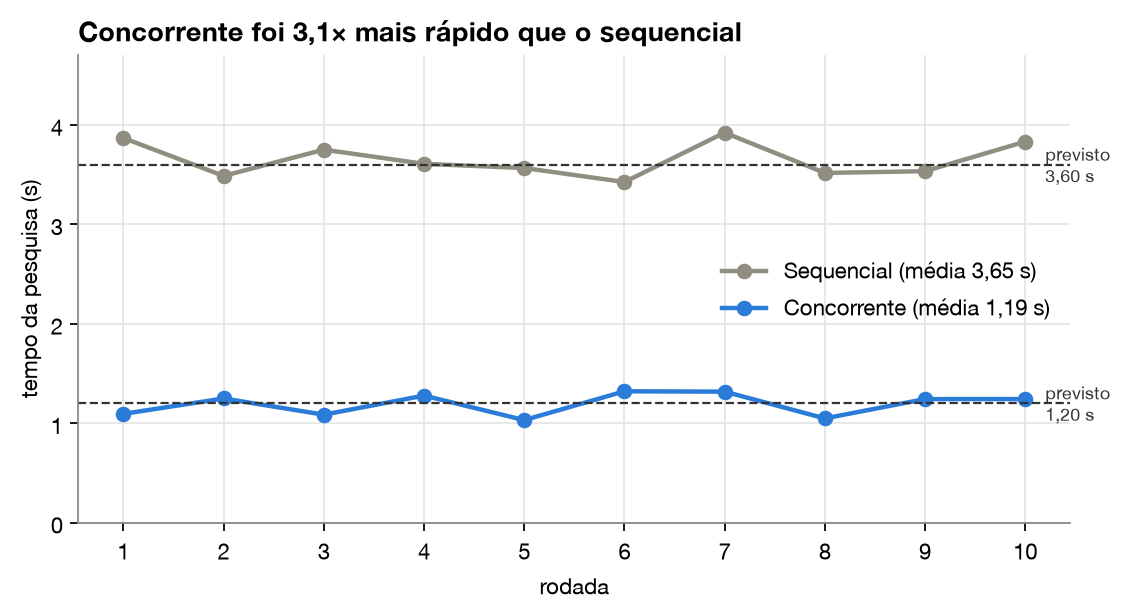 Concorrente foi 3,1× mais rápido que o sequencial
tempo da pesquisa (s)
4
3
2
1
0
previsto
3,60 s
Sequencial (média 3,65 s)
Concorrente (média 1,19 s)
previsto
1,20 s
1 2 3 4 5 6 7 8 9 10
rodada